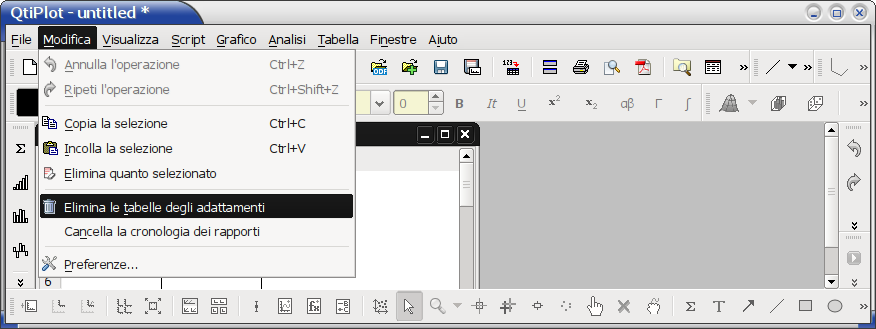 QtiPlot - untitled *
File Modifica Visualizza Script Grafico Analisi Tabella Finestre Aiuto
Annulla l'operazione Ctrl+Z
Ripeti l'operazione Ctrl+Shift+Z
0 B It U x² x₂ αβ Γ ∫
Copia la selezione Ctrl+C
Incolla la selezione Ctrl+V
Σ
Elimina quanto selezionato
Elimina le tabelle degli adattamenti
Cancella la cronologia dei rapporti
Preferenze...
6
Σ T